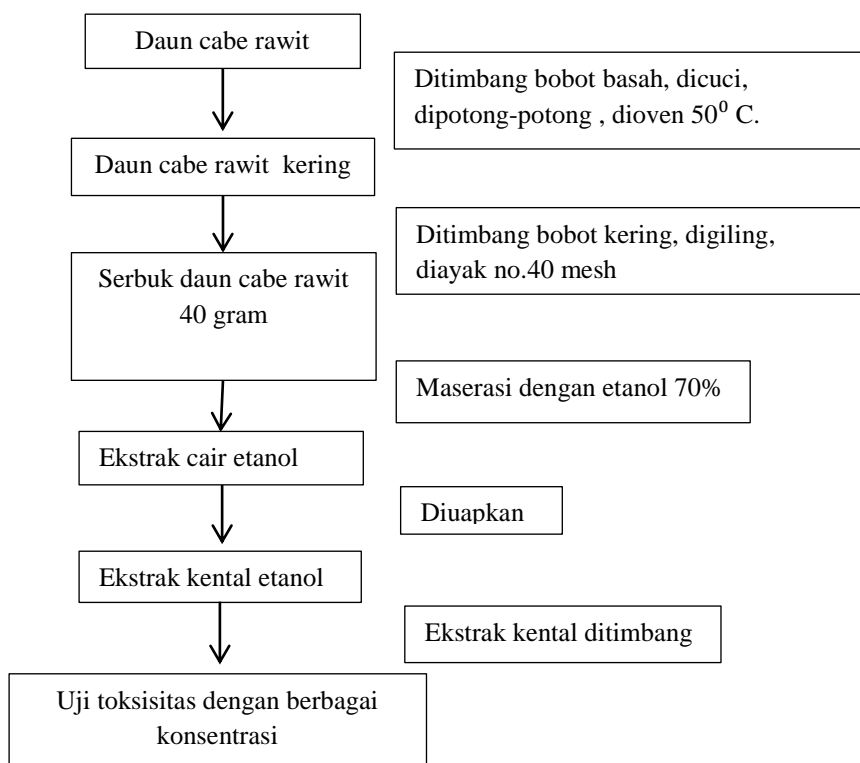 Daun cabe rawit
Ditimbang bobot basah, dicuci,
dipotong-potong , dioven 50⁰ C.
Daun cabe rawit kering
Ditimbang bobot kering, digiling,
diayak no.40 mesh
Serbuk daun cabe rawit
40 gram
Maserasi dengan etanol 70%
Ekstrak cair etanol
Diuapkan
Ekstrak kental etanol
Ekstrak kental ditimbang
Uji toksisitas dengan berbagai
konsentrasi